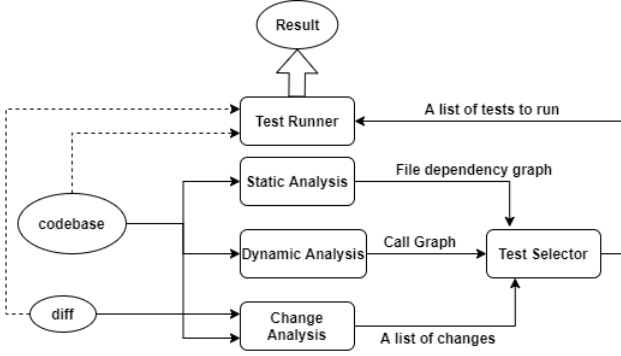 Result
Test Runner
A list of tests to run
Static Analysis
File dependency graph
codebase
Dynamic Analysis
Call Graph
Test Selector
diff
Change
Analysis
A list of changes